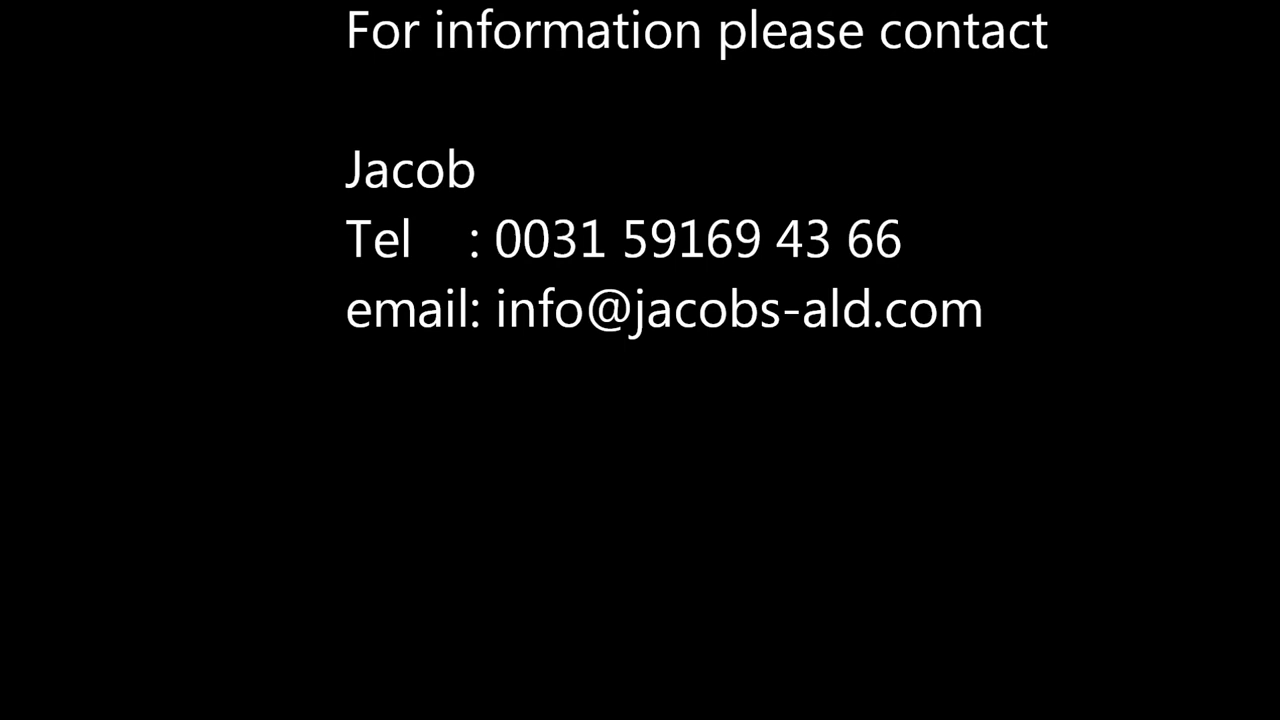 For information please contact
Jacob
Tel : 0031 59169 43 66
email: info@jacobs-ald.com